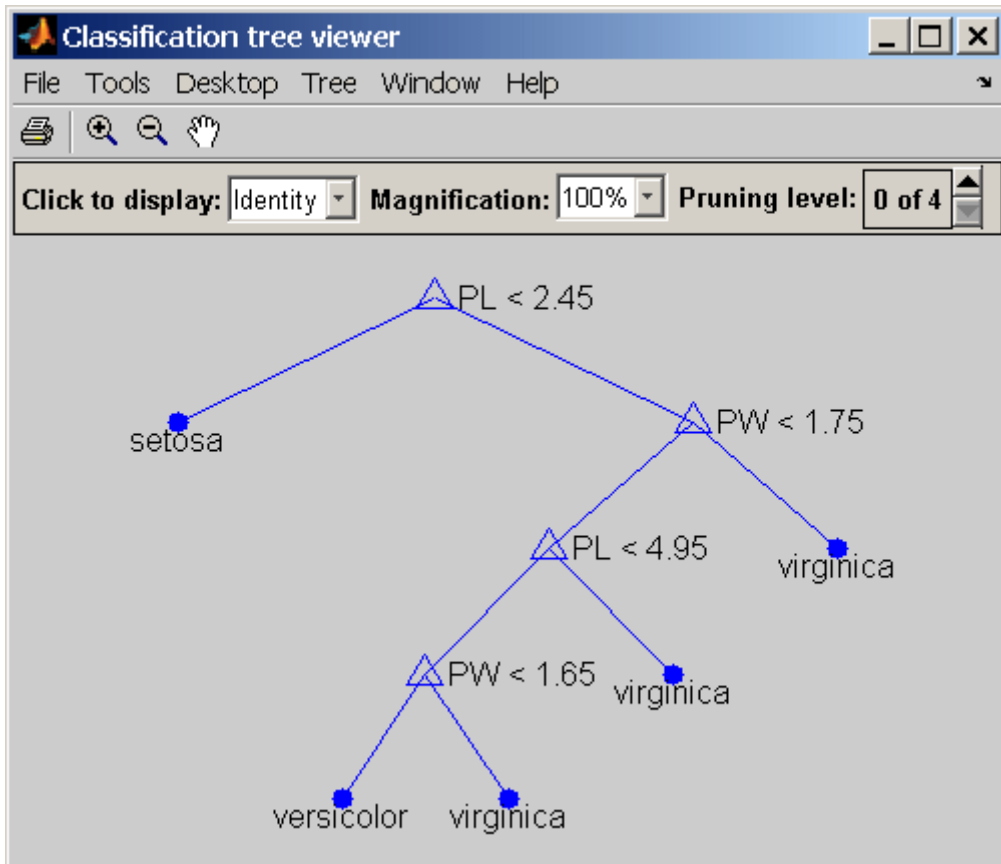 Classification tree viewer
File Tools Desktop Tree Window Help
Click to display: Identity Magnification: 100% Pruning level: 0 of 4
PL < 2.45
setosa
PW < 1.75
PL < 4.95
virginica
PW < 1.65
virginica
versicolor
virginica